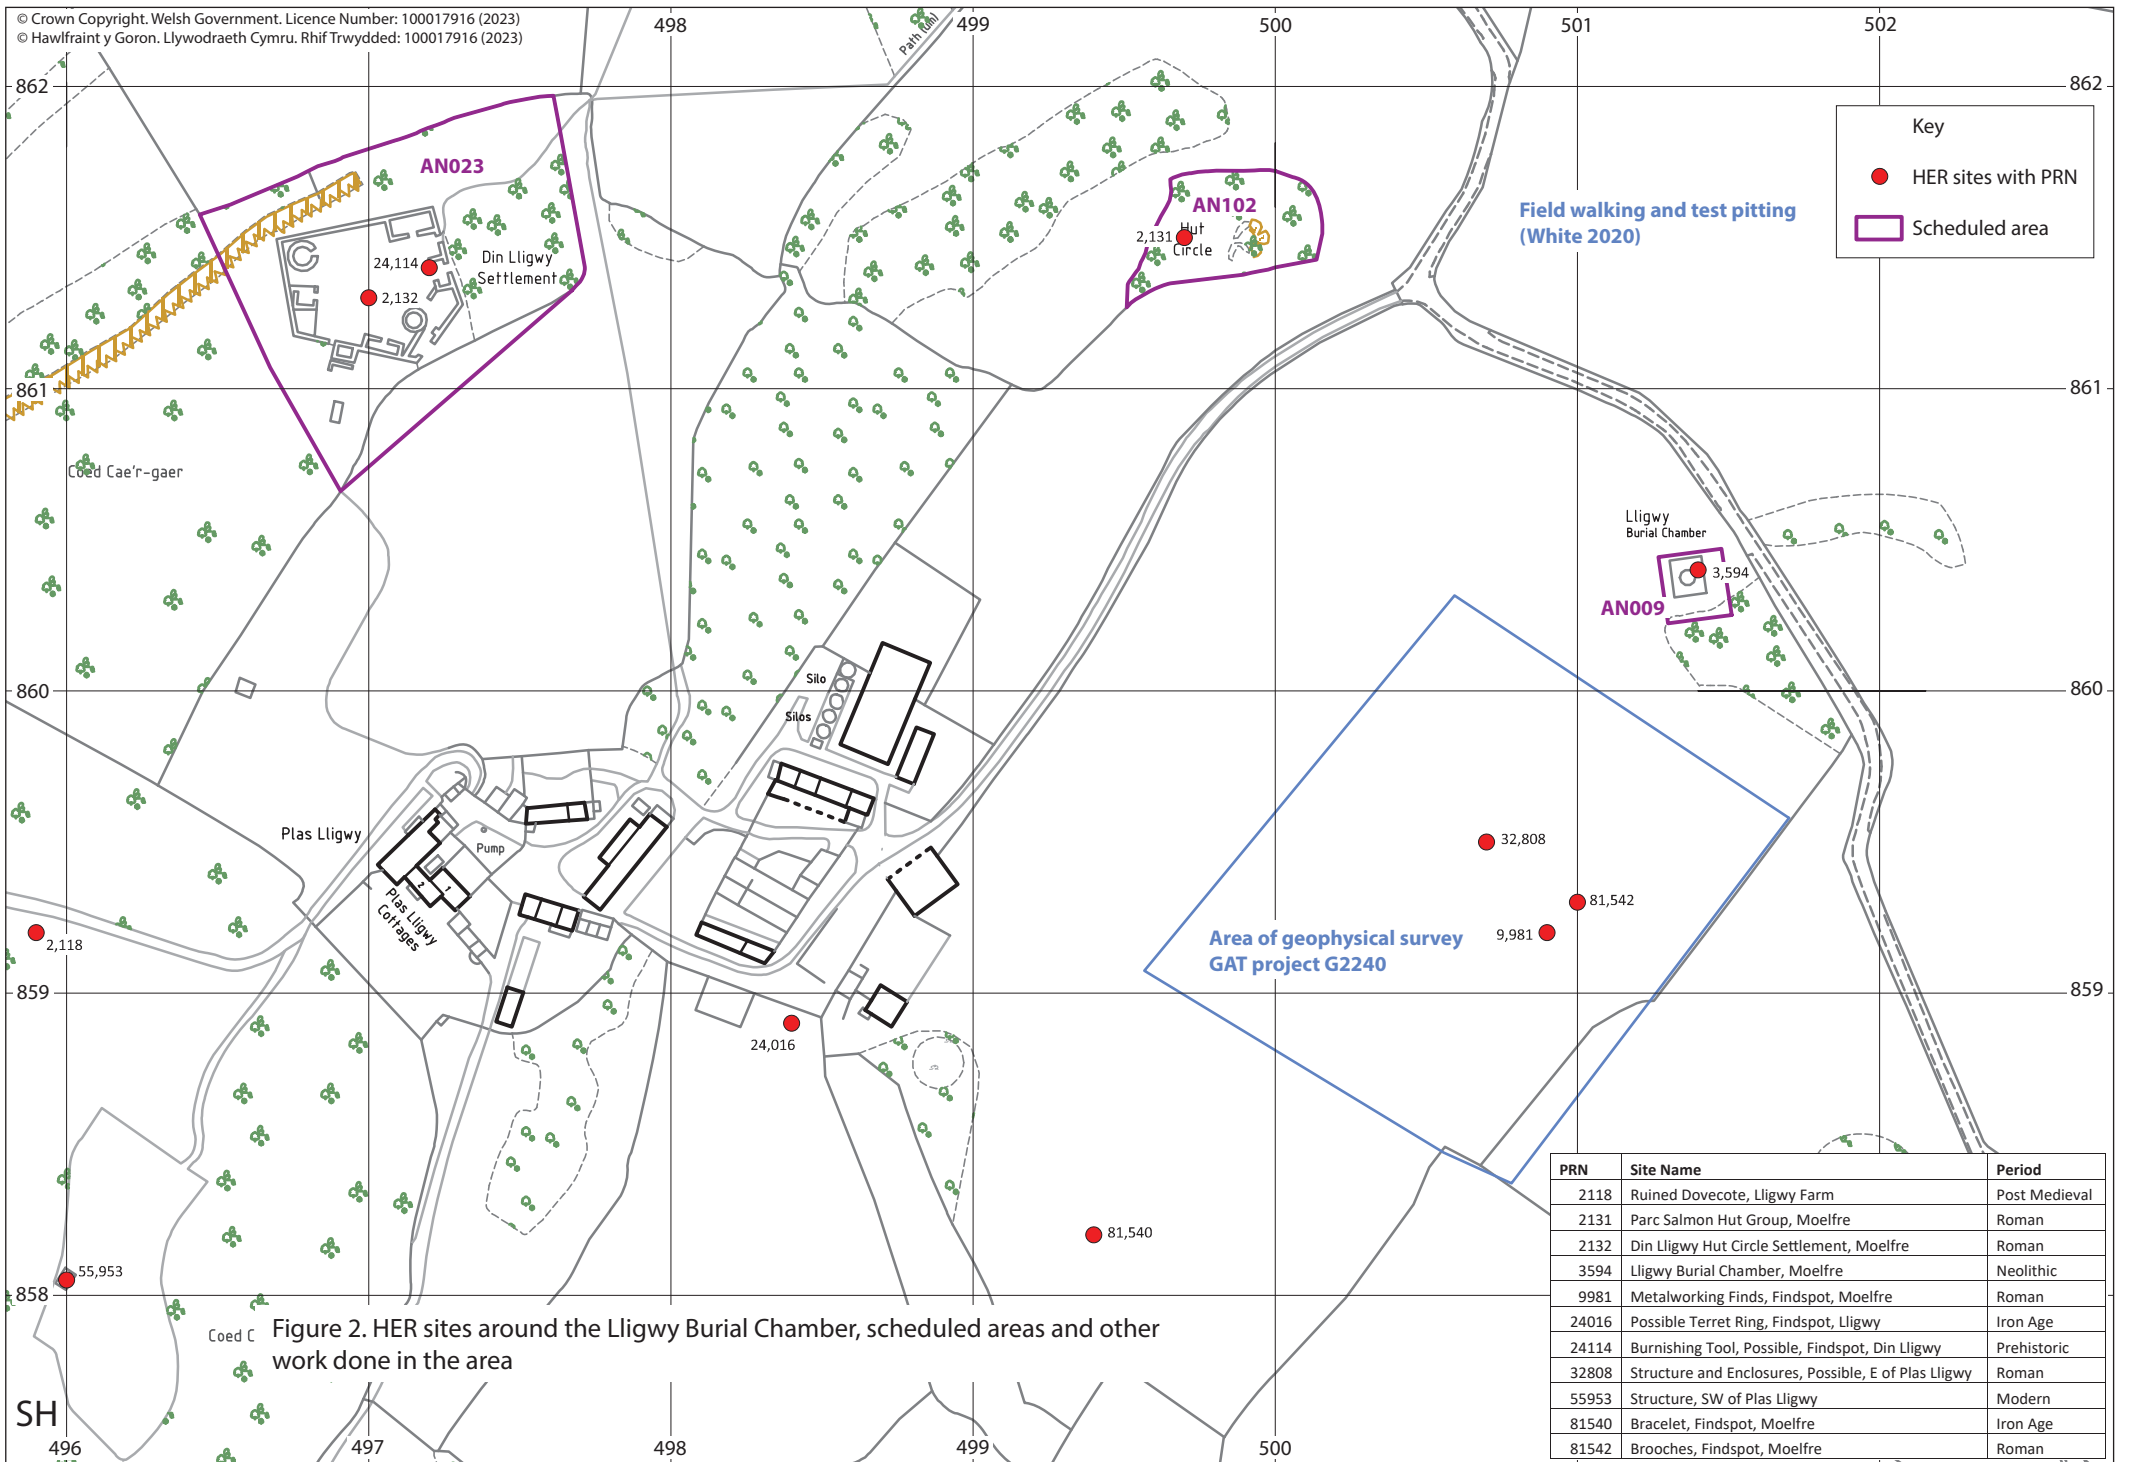 © Crown Copyright. Welsh Government. Licence Number: 100017916 (2023)
© Hawlfraint y Goron. Llywodraeth Cymru. Rhif Trwydded: 100017916 (2023)
498
499
500
501
502
Path (um)
862
862
Key
HER sites with PRN
Scheduled area
AN023
AN102
Hut
Circle
2,131
Field walking and test pitting
(White 2020)
24,114
2,132
Din Lligwy
Settlement
861
861
Coed Cae'r-gaer
Lligwy
Burial Chamber
3,594
AN009
860
860
Silo
Silos
Plas Lligwy
Pump
2
1
Plas Lligwy
Cottages
32,808
81,542
9,981
2,118
Area of geophysical survey
GAT project G2240
859
859
24,016
81,540
55,953
858
Coed C
Figure 2. HER sites around the Lligwy Burial Chamber, scheduled areas and other
work done in the area
PRN Site Name Period
2118 Ruined Dovecote, Lligwy Farm Post Medieval
2131 Parc Salmon Hut Group, Moelfre Roman
2132 Din Lligwy Hut Circle Settlement, Moelfre Roman
3594 Lligwy Burial Chamber, Moelfre Neolithic
9981 Metalworking Finds, Findspot, Moelfre Roman
24016 Possible Terret Ring, Findspot, Lligwy Iron Age
24114 Burnishing Tool, Possible, Findspot, Din Lligwy Prehistoric
32808 Structure and Enclosures, Possible, E of Plas Lligwy Roman
55953 Structure, SW of Plas Lligwy Modern
81540 Bracelet, Findspot, Moelfre Iron Age
81542 Brooches, Findspot, Moelfre Roman
SH
496
497
498
499
500